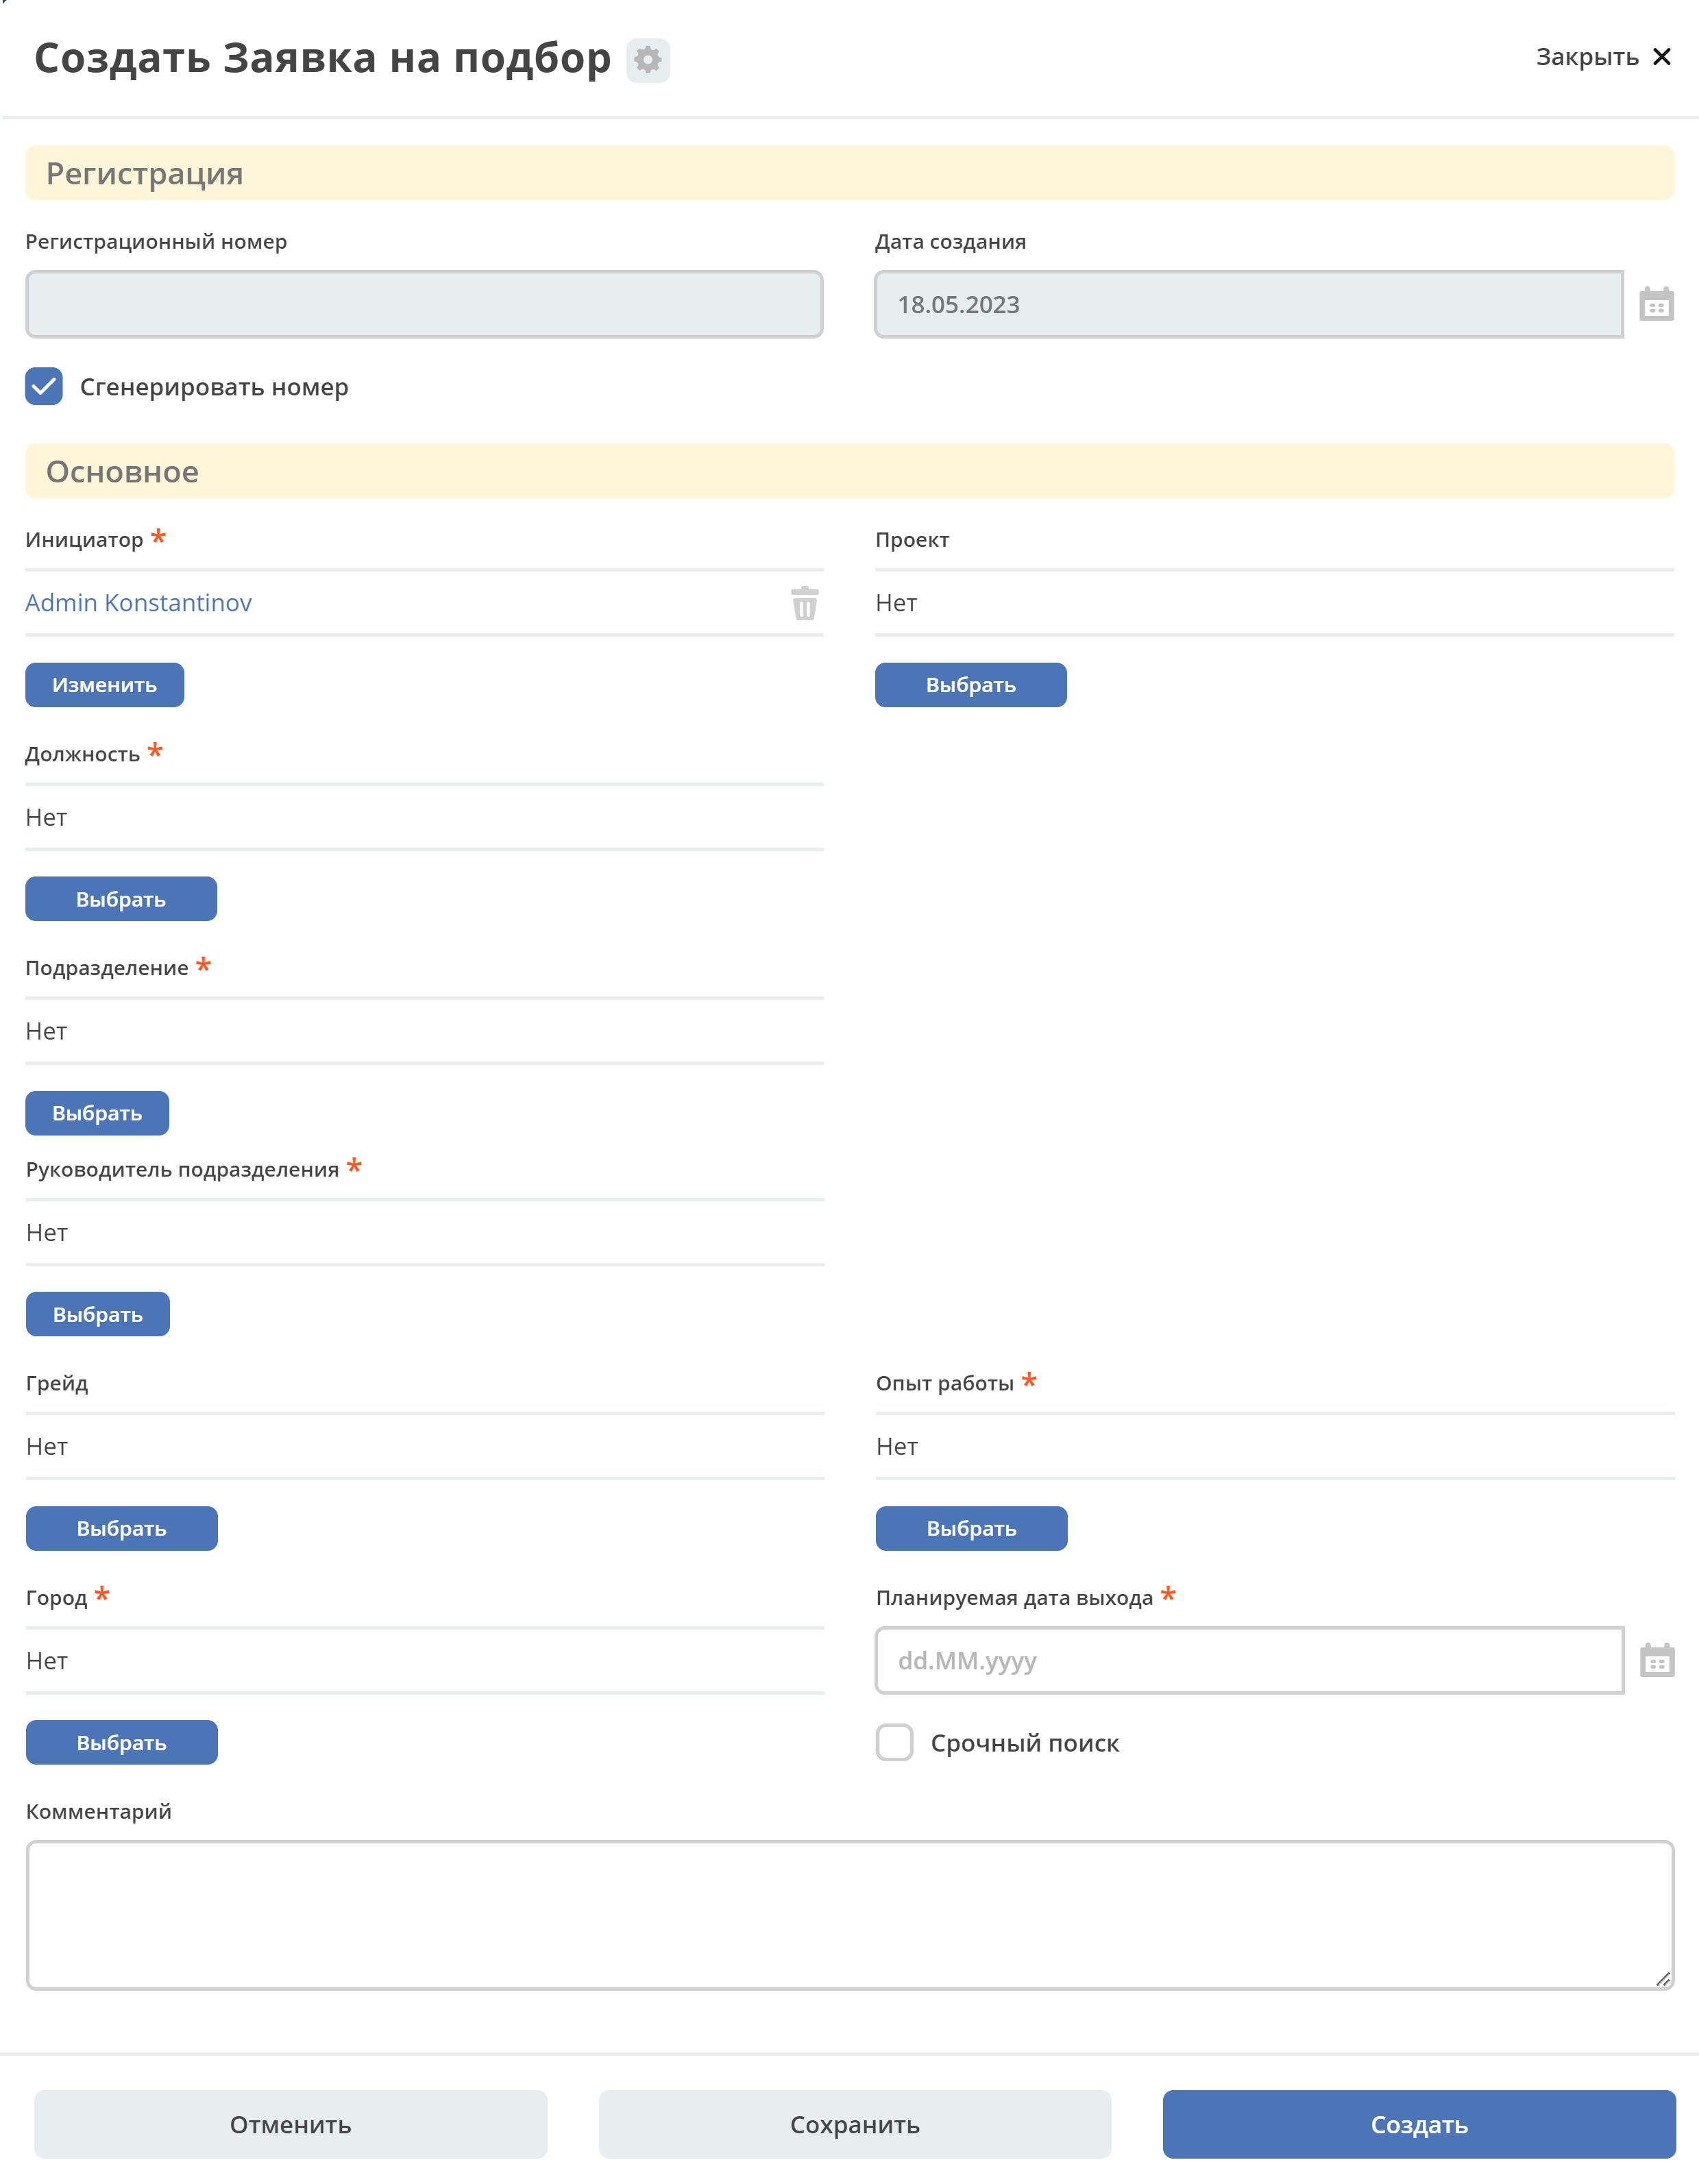 Создать Заявка на подбор
Закрыть
Регистрация
Регистрационный номер
Дата создания
18.05.2023
Сгенерировать номер
Основное
Инициатор *
Проект
Admin Konstantinov
Нет
Изменить
Выбрать
Должность *
Нет
Выбрать
Подразделение *
Нет
Выбрать
Руководитель подразделения *
Нет
Выбрать
Грейд
Опыт работы *
Нет
Нет
Выбрать
Выбрать
Город *
Планируемая дата выхода *
Нет
dd.MM.yyyy
Выбрать
Срочный поиск
Комментарий
Отменить
Сохранить
Создать